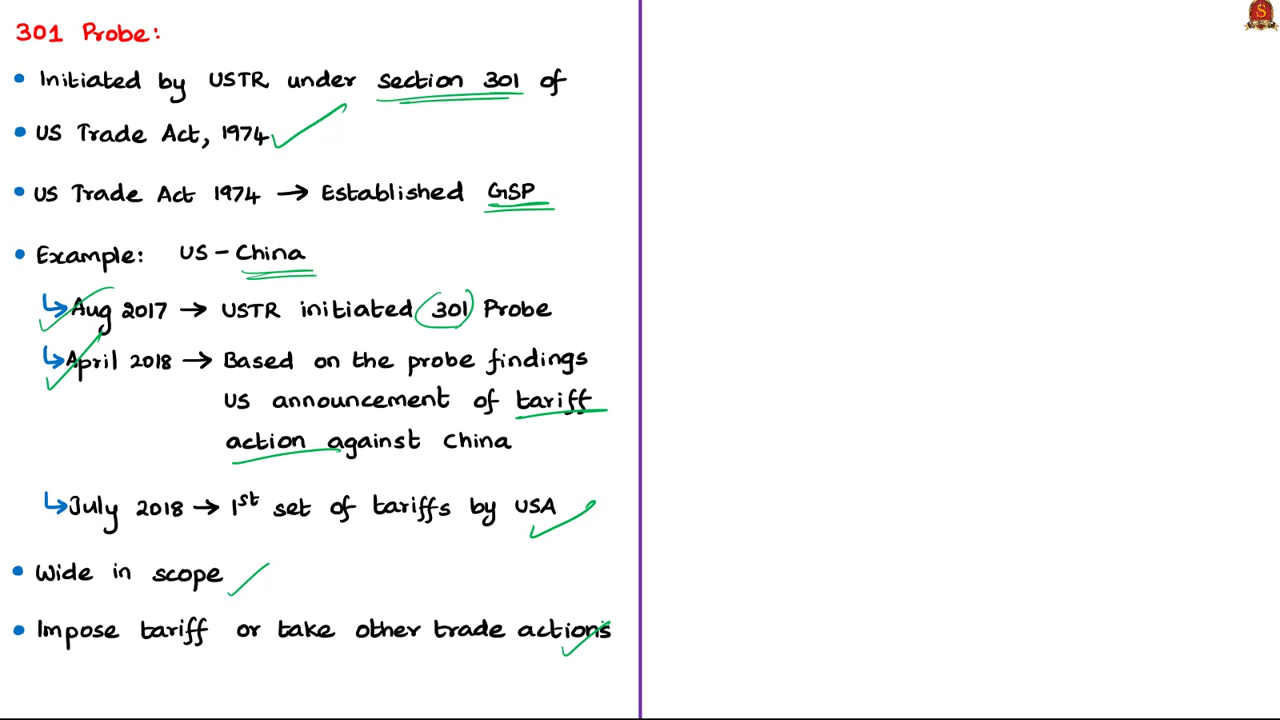 301 Probe:
• Initiated by USTR under section 301 of
• US Trade Act, 1974
• US Trade Act 1974 → Established GSP
• Example: US - China
↳ Aug 2017 → USTR initiated 301 Probe
↳ April 2018 → Based on the probe findings
US announcement of tariff
action against China
↳ July 2018 → 1st set of tariffs by USA
• Wide in scope
• Impose tariff or take other trade actions
S